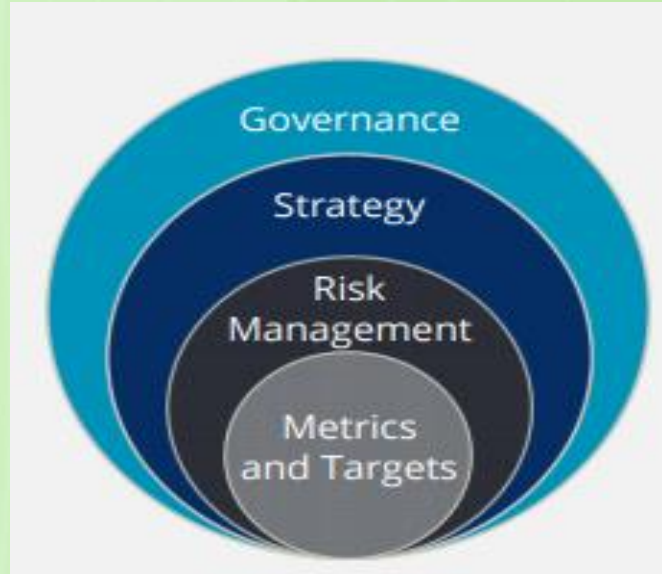 Governance
Strategy
Risk
Management
Metrics
and Targets